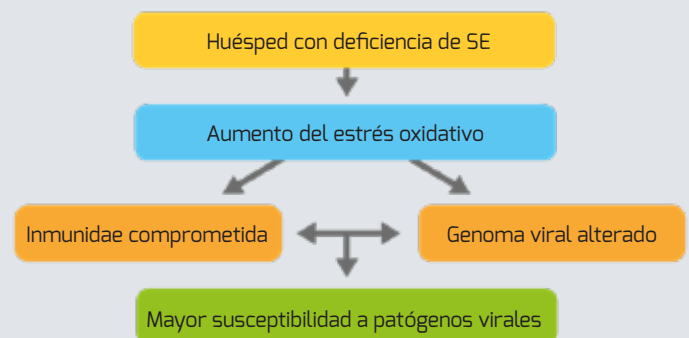 Huésped con deficiencia de SE
Aumento del estrés oxidativo
Inmunidae comprometida
Genoma viral alterado
Mayor susceptibilidad a patógenos virales